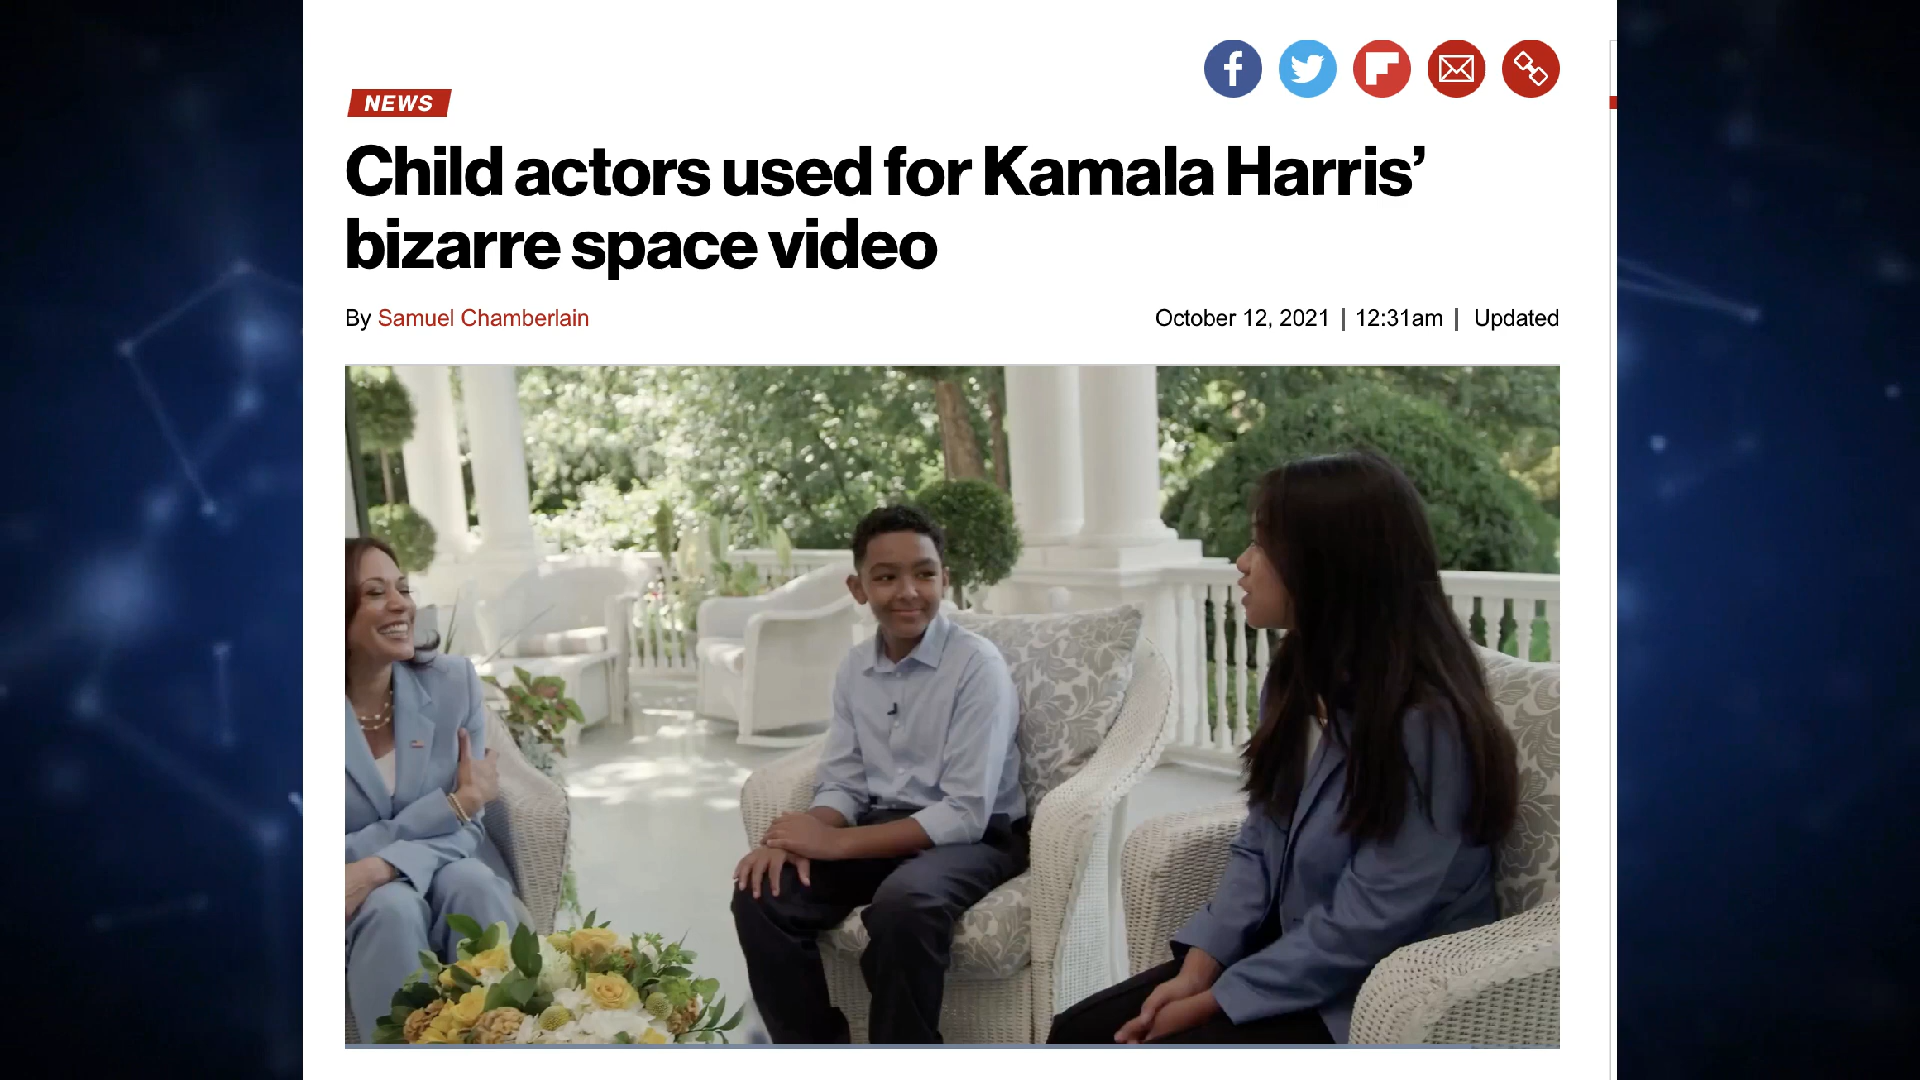 NEWS
Child actors used for Kamala Harris’
bizarre space video
By Samuel Chamberlain
October 12, 2021 | 12:31am | Updated